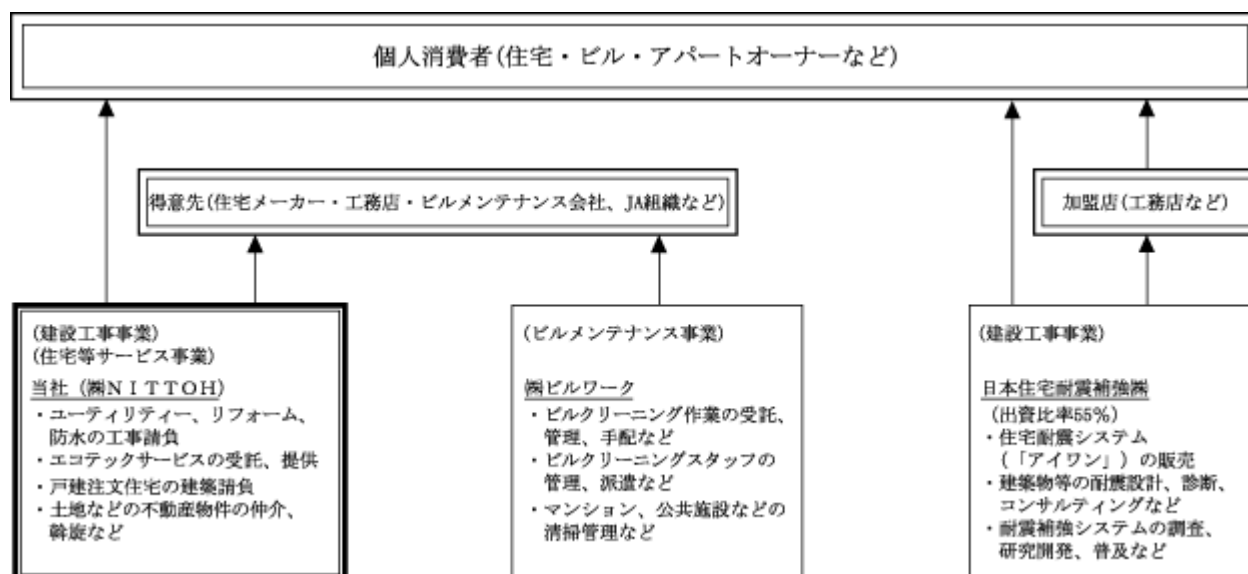 個人消費者(住宅・ビル・アパートオーナーなど)
得意先(住宅メーカー・工務店・ビルメンテナンス会社、JA組織など)
加盟店(工務店など)
(建設工事事業)
(住宅等サービス事業)
当社（㈱ＮＩＴＴＯＨ）
・ユーティリティー、リフォーム、
防水の工事請負
・エコテックサービスの受託、提供
・戸建注文住宅の建築請負
・土地などの不動産物件の仲介、
斡旋など
(ビルメンテナンス事業)
㈱ビルワーク
・ビルクリーニング作業の受託、
管理、手配など
・ビルクリーニングスタッフの
管理、派遣など
・マンション、公共施設などの
清掃管理など
(建設工事事業)
日本住宅耐震補強㈱
(出資比率55%)
・住宅耐震システム
(「アイワン」）の販売
・建築物等の耐震設計、診断、
コンサルティングなど
・耐震補強システムの調査、
研究開発、普及など